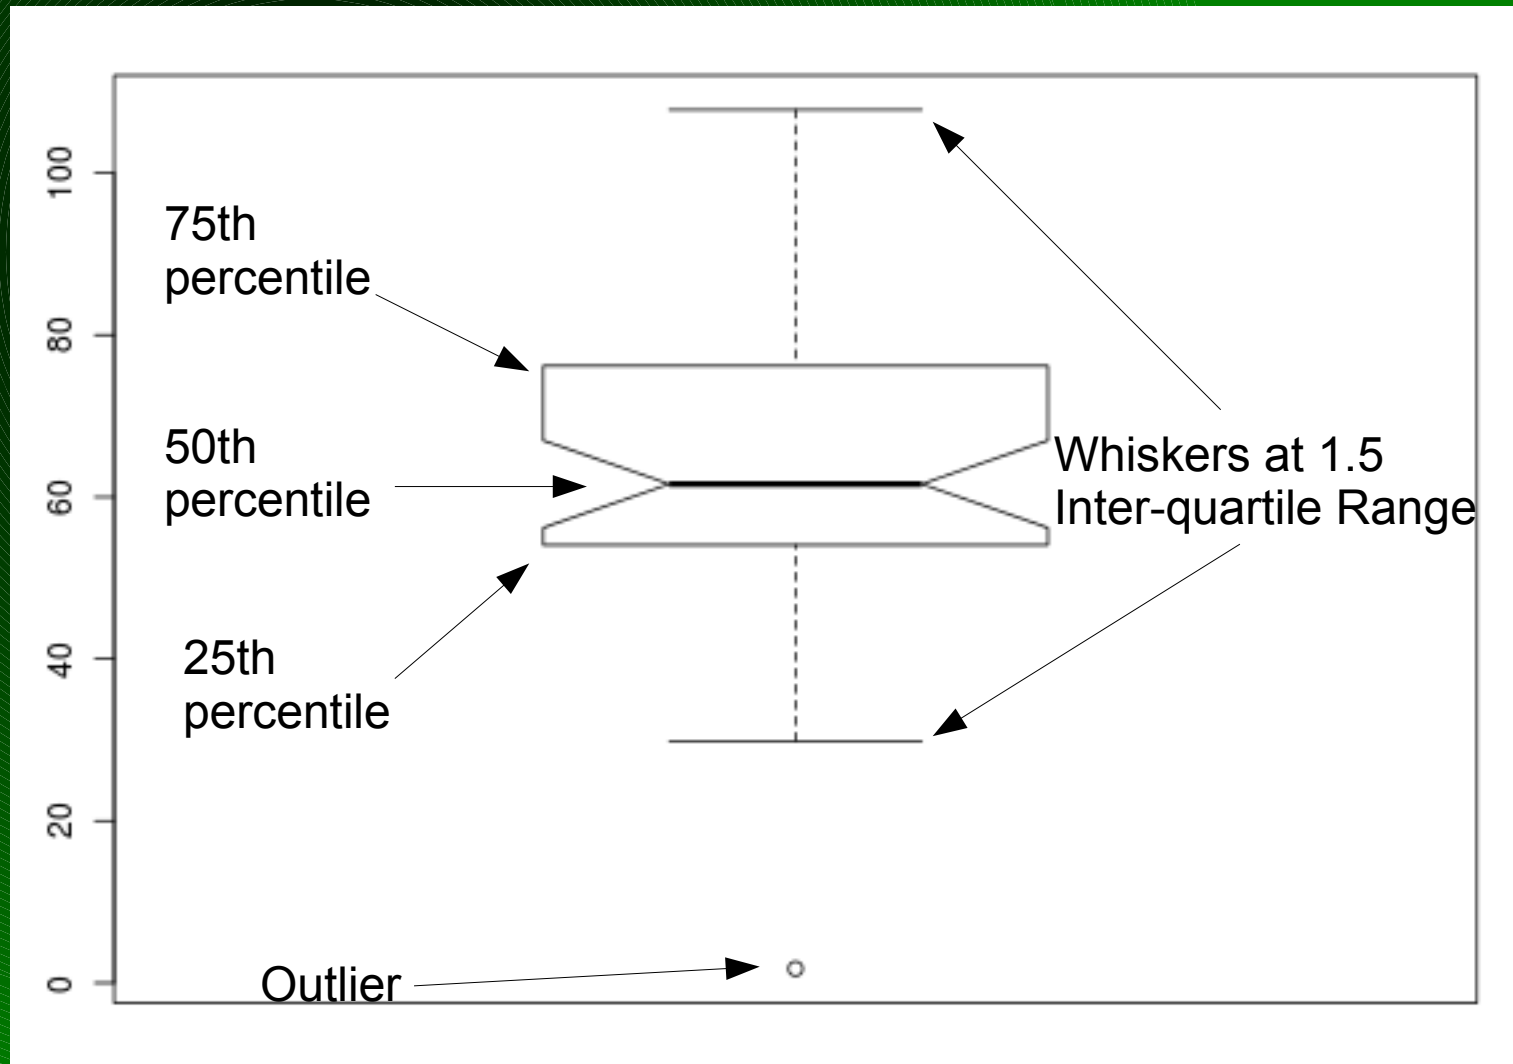 100
75th
percentile
80
50th
percentile
Whiskers at 1.5
Inter-quartile Range
60
25th
percentile
40
20
Outlier
0